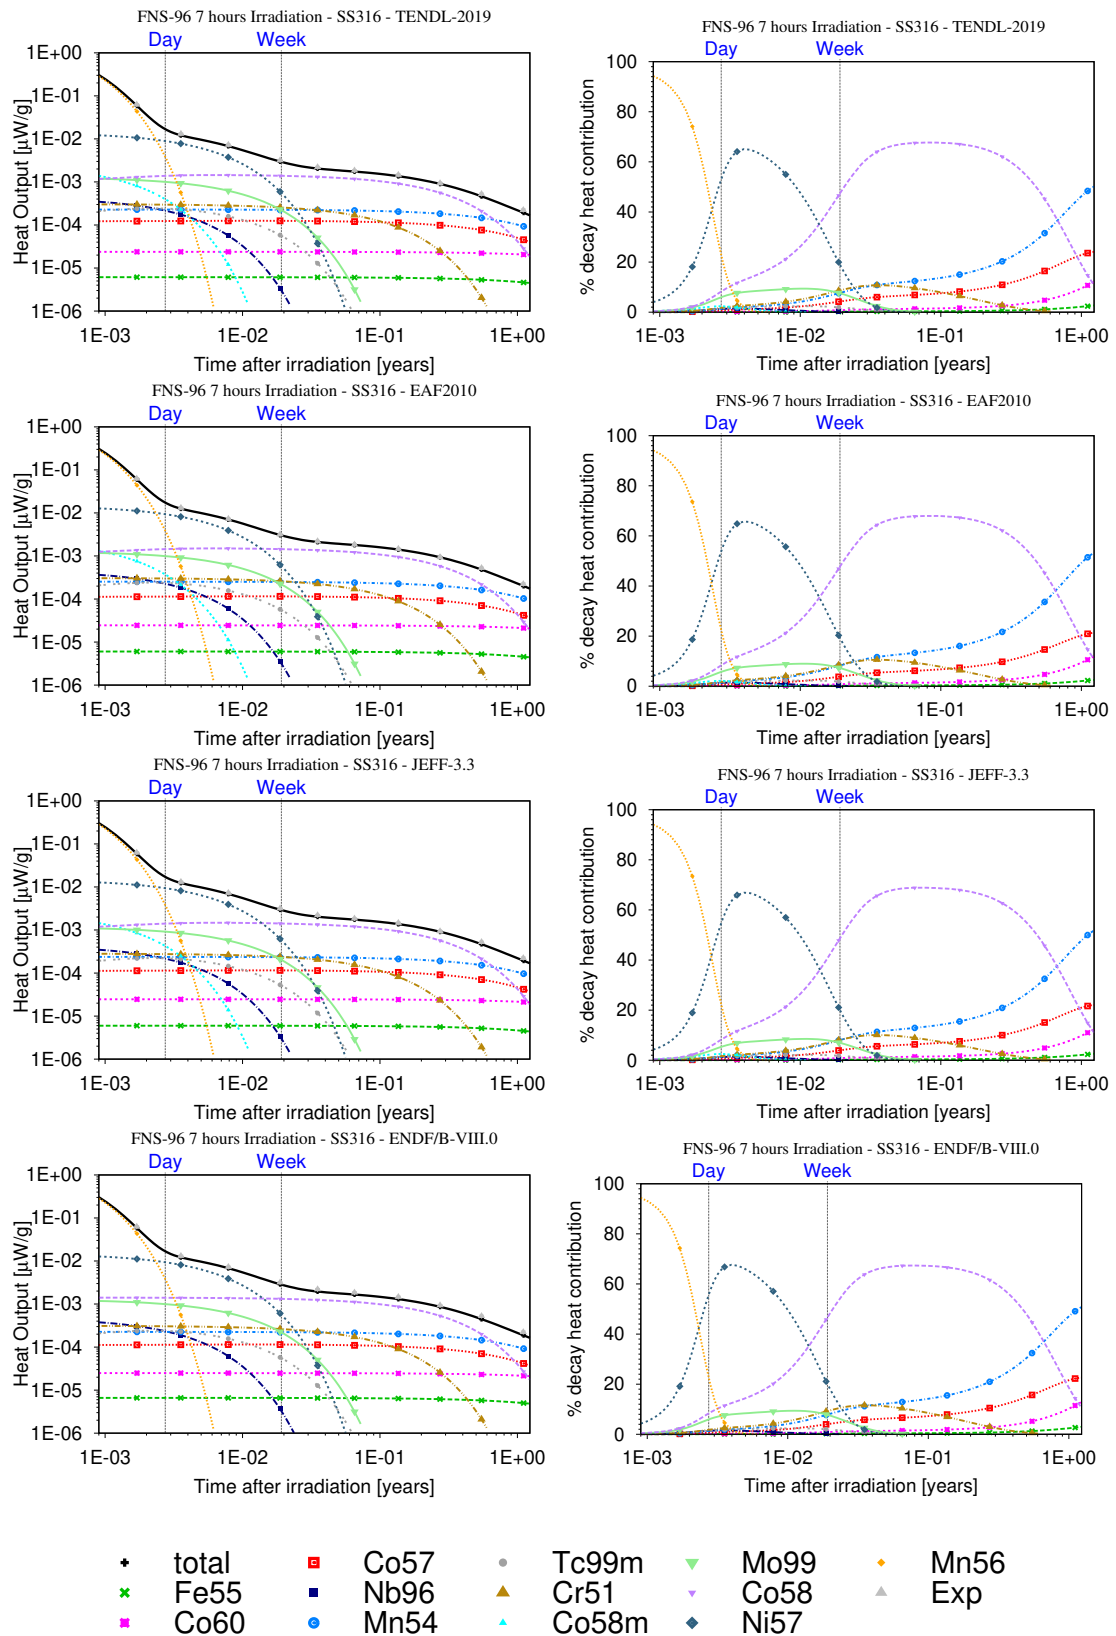 FNS-96 7 hours Irradiation - SS316 - TENDL-2019
Day Week
Heat Output [µW/g]
1E+00
1E-01
1E-02
1E-03
1E-04
1E-05
1E-06
1E-03 1E-02 1E-01 1E+00
Time after irradiation [years]
FNS-96 7 hours Irradiation - SS316 - TENDL-2019
Day Week
% decay heat contribution
100
80
60
40
20
0
1E-03 1E-02 1E-01 1E+00
Time after irradiation [years]
FNS-96 7 hours Irradiation - SS316 - EAF2010
Day Week
Heat Output [µW/g]
1E+00
1E-01
1E-02
1E-03
1E-04
1E-05
1E-06
1E-03 1E-02 1E-01 1E+00
Time after irradiation [years]
FNS-96 7 hours Irradiation - SS316 - EAF2010
Day Week
% decay heat contribution
100
80
60
40
20
0
1E-03 1E-02 1E-01 1E+00
Time after irradiation [years]
FNS-96 7 hours Irradiation - SS316 - JEFF-3.3
Day Week
Heat Output [µW/g]
1E+00
1E-01
1E-02
1E-03
1E-04
1E-05
1E-06
1E-03 1E-02 1E-01 1E+00
Time after irradiation [years]
FNS-96 7 hours Irradiation - SS316 - JEFF-3.3
Day Week
% decay heat contribution
100
80
60
40
20
0
1E-03 1E-02 1E-01 1E+00
Time after irradiation [years]
FNS-96 7 hours Irradiation - SS316 - ENDF/B-VIII.0
Day Week
Heat Output [µW/g]
1E+00
1E-01
1E-02
1E-03
1E-04
1E-05
1E-06
1E-03 1E-02 1E-01 1E+00
Time after irradiation [years]
FNS-96 7 hours Irradiation - SS316 - ENDF/B-VIII.0
Day Week
% decay heat contribution
100
80
60
40
20
0
1E-03 1E-02 1E-01 1E+00
Time after irradiation [years]
total Co57 Tc99m Mo99 Mn56
Fe55 Nb96 Cr51 Co58 Exp
Co60 Mn54 Co58m Ni57